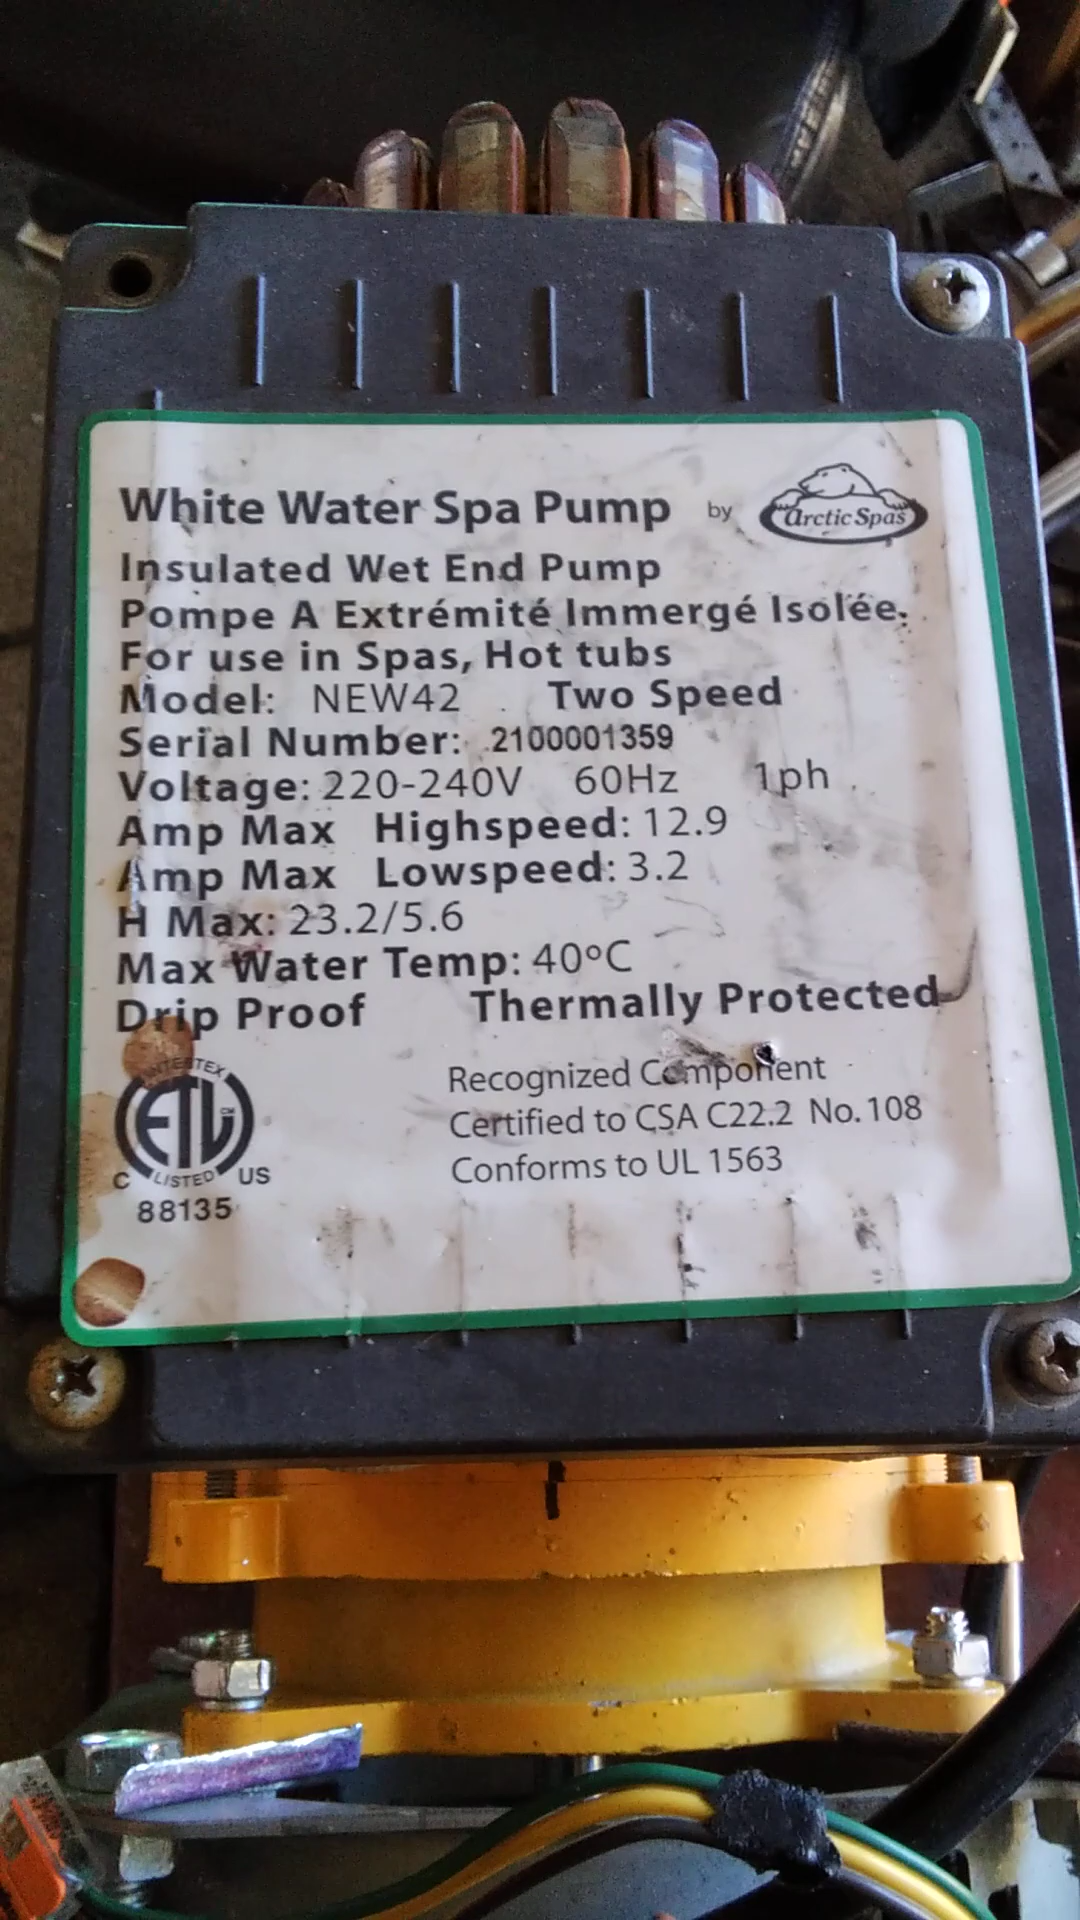 White Water Spa Pump by Arctic Spas
Insulated Wet End Pump
Pompe A Extrémité Immergé Isolée.
For use in Spas, Hot tubs
Model: NEW42 Two Speed
Serial Number: 2100001359
Voltage: 220-240V 60Hz 1ph
Amp Max Highspeed: 12.9
Amp Max Lowspeed: 3.2
H Max: 23.2/5.6
Max Water Temp: 40ºC
Drip Proof Thermally Protected
INTERTEX
ETL CM
C LISTED US
88135
Recognized Component
Certified to CSA C22.2 No. 108
Conforms to UL 1563